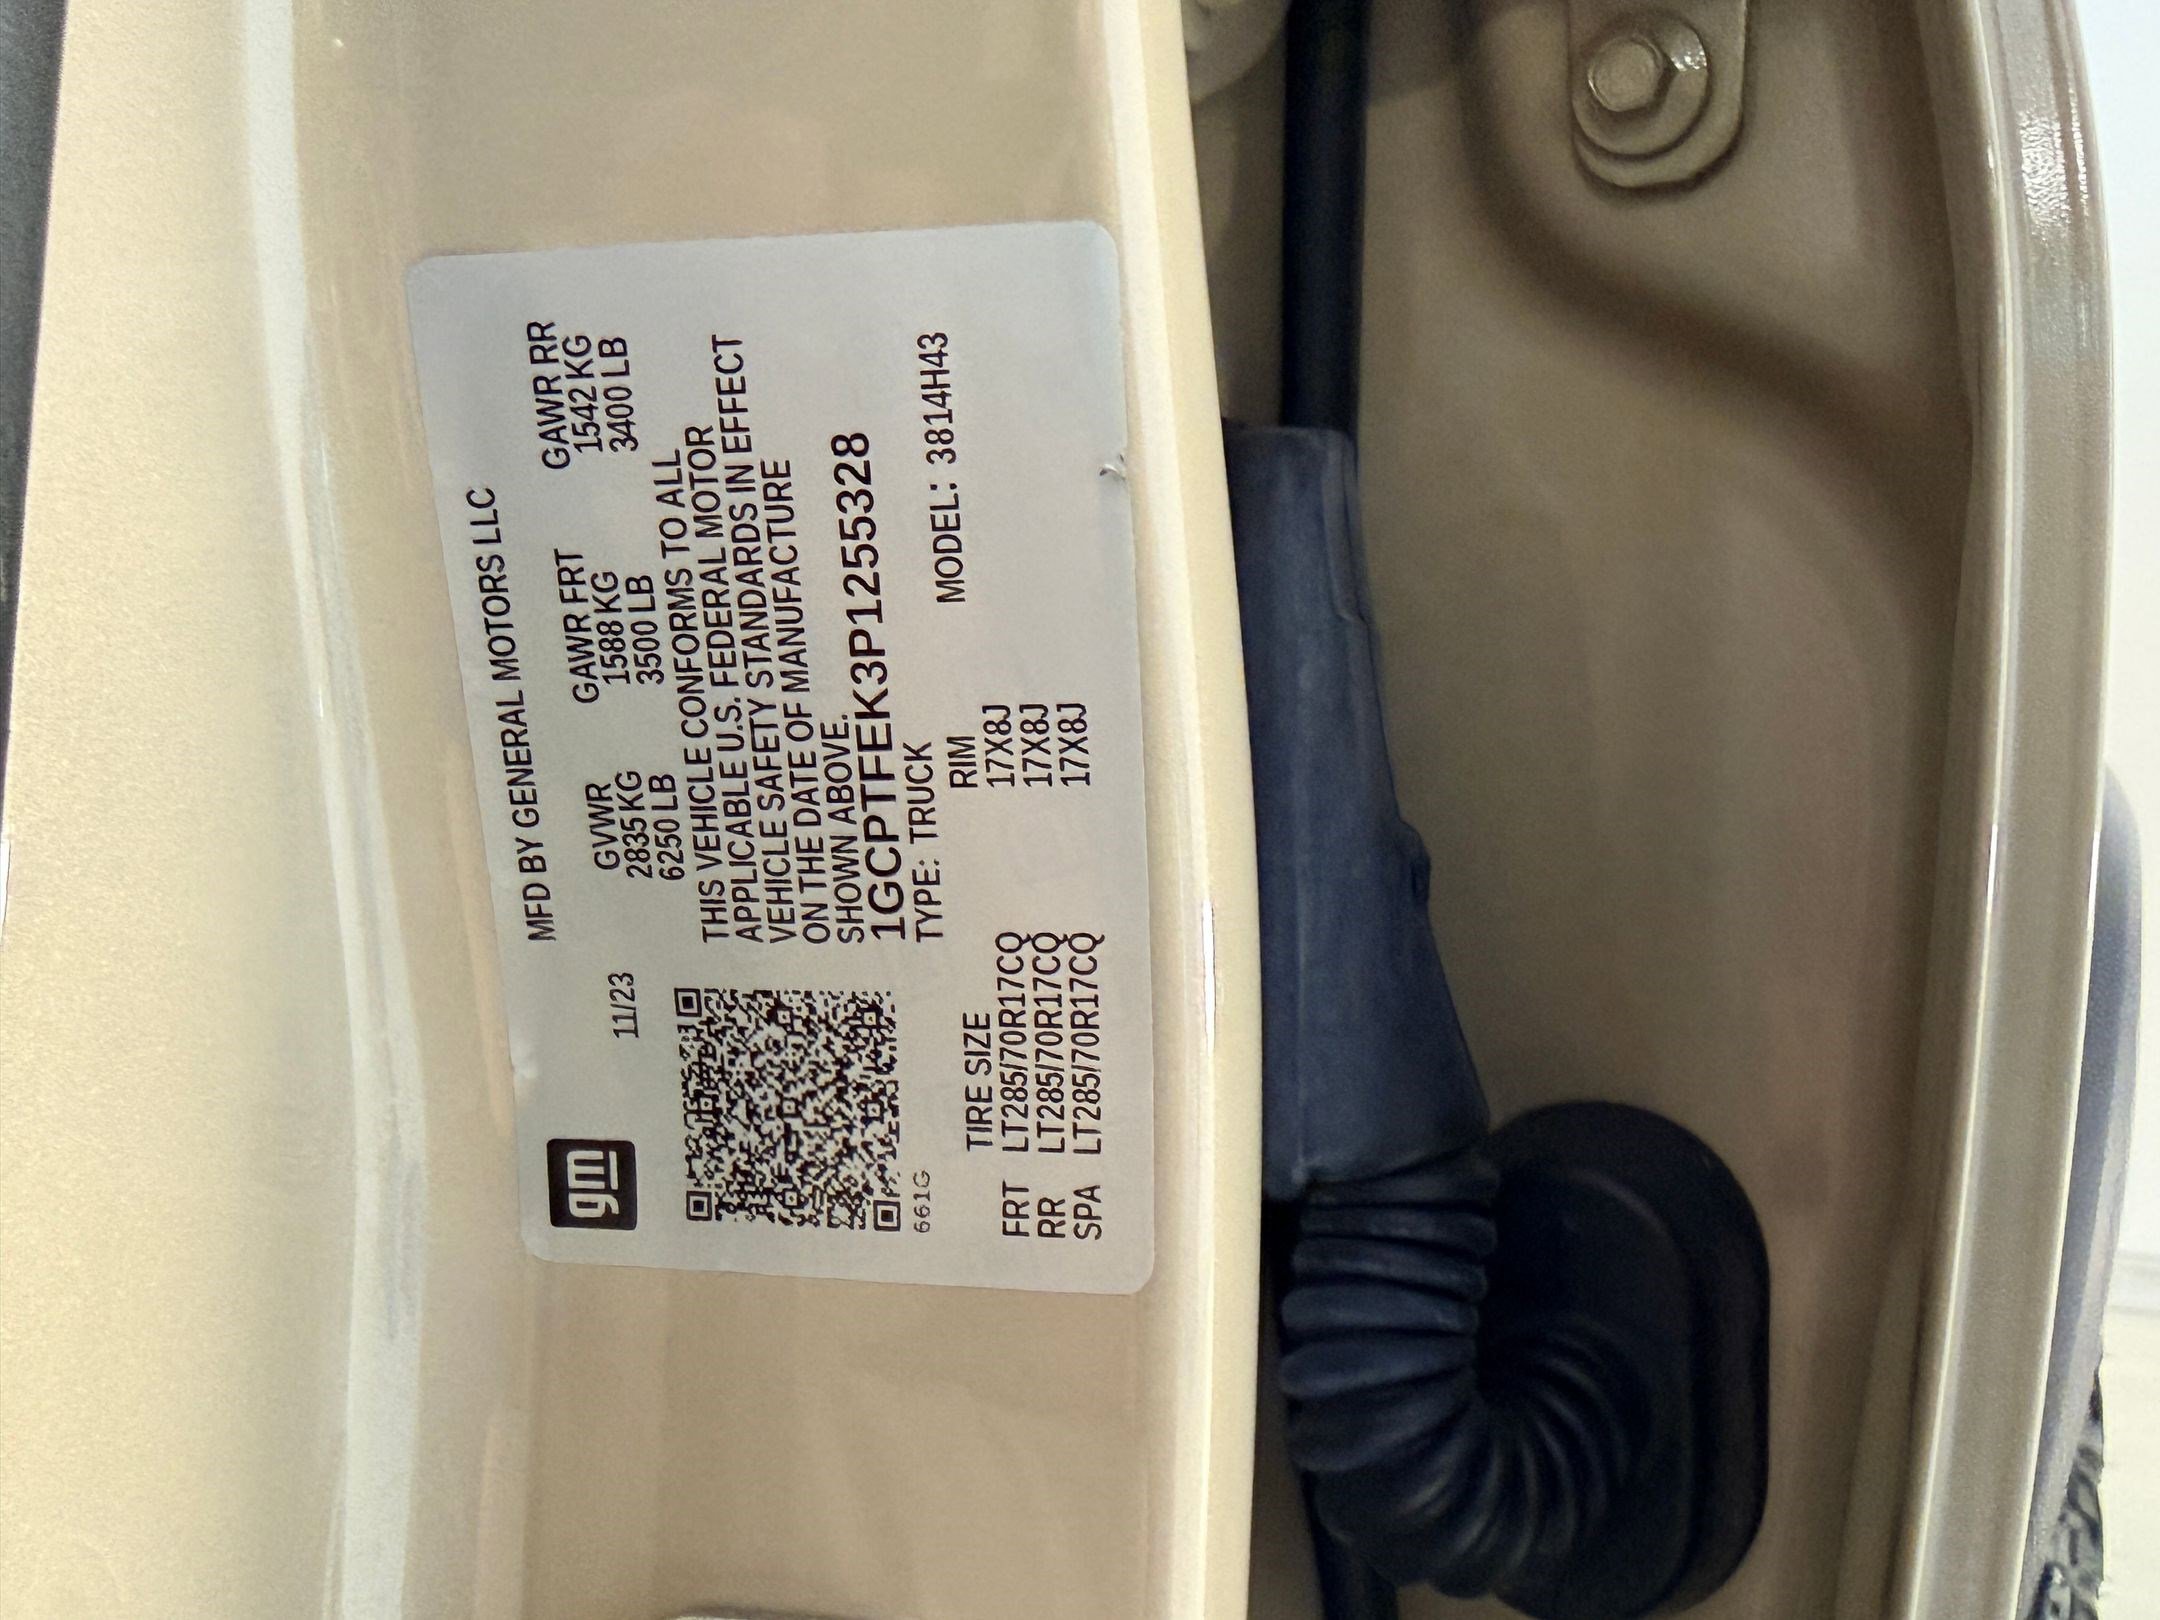 gm
MFD BY GENERAL MOTORS LLC
11/23
GVWR GAWR FRT GAWR RR
2835 KG 1588 KG 1542 KG
6250 LB 3500 LB 3400 LB
THIS VEHICLE CONFORMS TO ALL
APPLICABLE U.S. FEDERAL MOTOR
VEHICLE SAFETY STANDARDS IN EFFECT
ON THE DATE OF MANUFACTURE
SHOWN ABOVE.
1GCPTFEK3P1255328
661G
TYPE: TRUCK MODEL: 3814H43
TIRE SIZE RIM
FRT LT285/70R17CQ 17X8J
RR LT285/70R17CQ 17X8J
SPA LT285/70R17CQ 17X8J